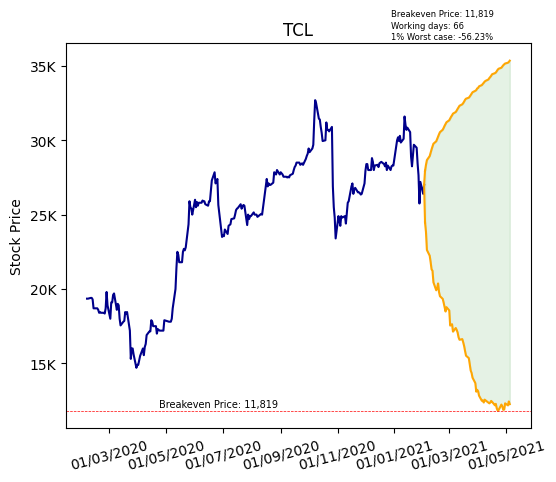 Breakeven Price: 11,819
Working days: 66
1% Worst case: -56.23%
TCL
35K
30K
25K
20K
15K
Stock Price
Breakeven Price: 11,819
01/03/2020
01/05/2020
01/07/2020
01/09/2020
01/11/2020
01/01/2021
01/03/2021
01/05/2021